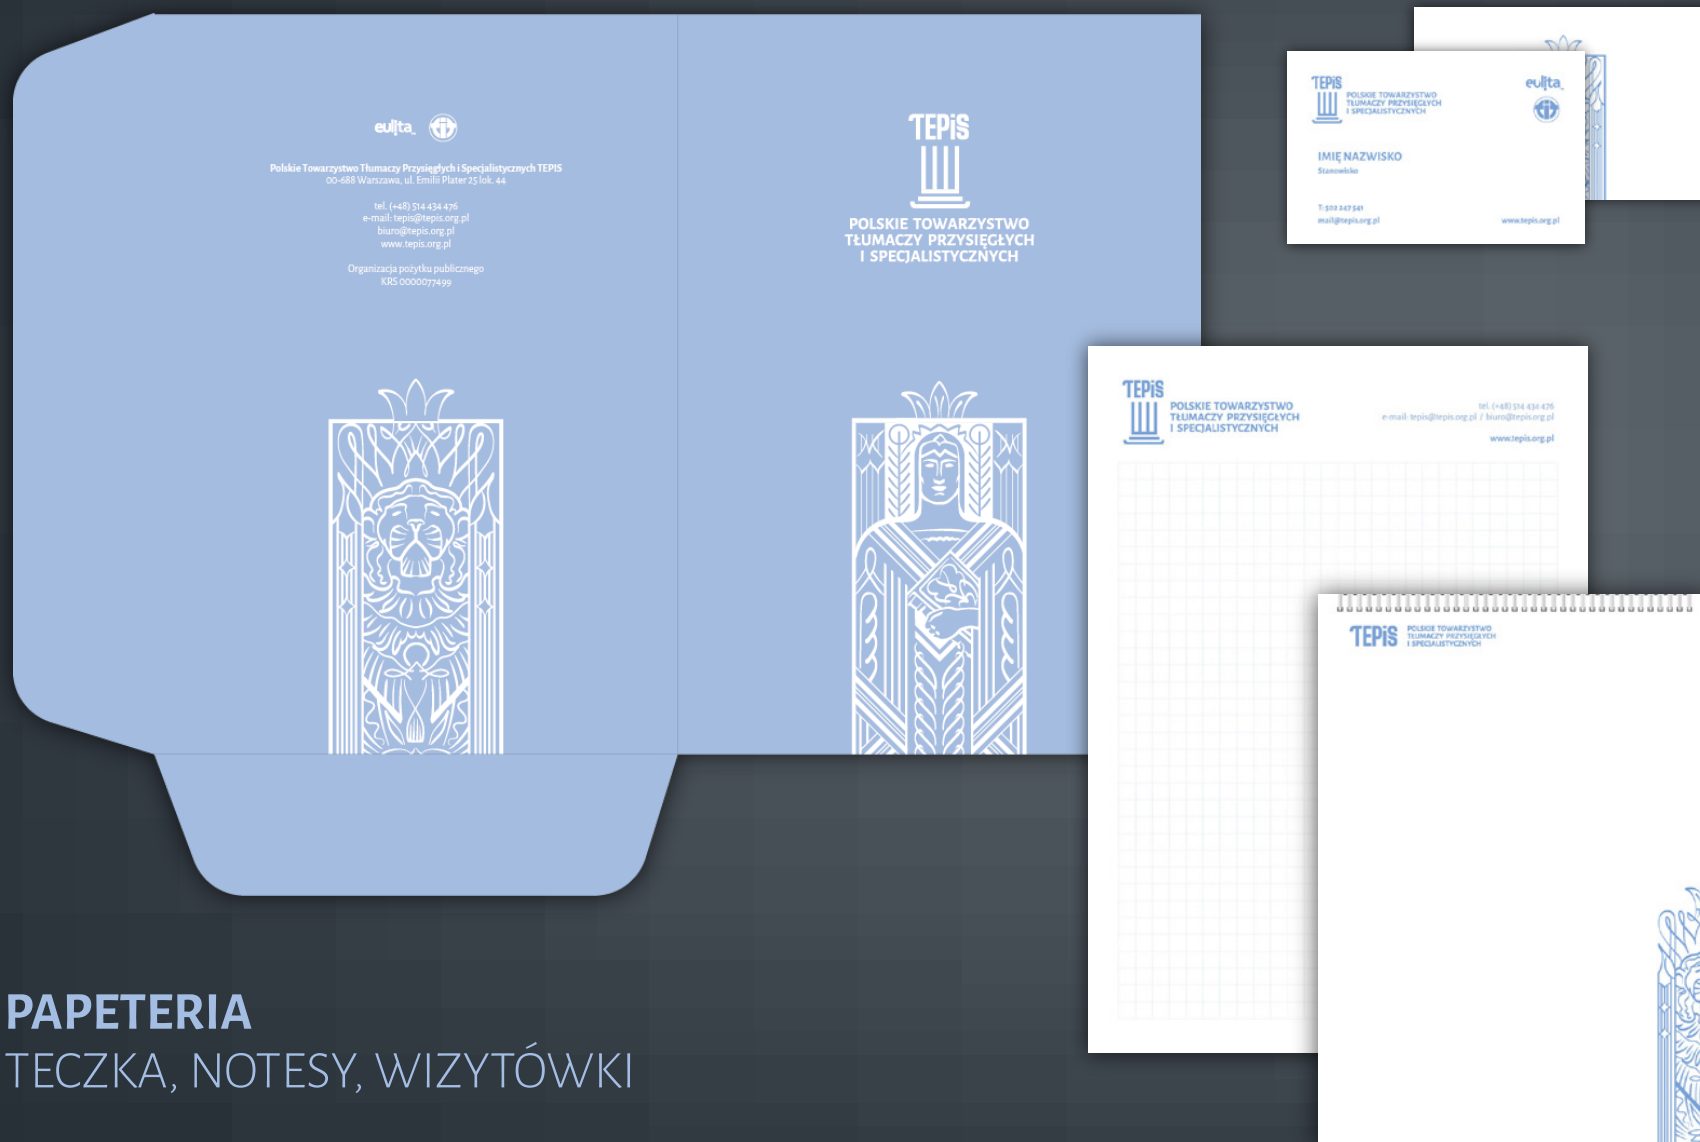 eulita
Polskie Towarzystwo Tłumaczy Przysięgłych i Specjalistycznych TEPIS
00-688 Warszawa, ul. Emilii Plater 25 lok. 44
tel. (+48) 514 434 476
e-mail: tepis@tepis.org.pl
biuro@tepis.org.pl
www.tepis.org.pl
Organizacja pożytku publicznego
KRS 0000077499
TEPiS
POLSKIE TOWARZYSTWO
TŁUMACZY PRZYSIĘGŁYCH
I SPECJALISTYCZNYCH
TEPiS
POLSKIE TOWARZYSTWO
TŁUMACZY PRZYSIĘGŁYCH
I SPECJALISTYCZNYCH
eulita
IMIĘ NAZWISKO
Stanowisko
T: 502 247 541
mail@tepis.org.pl
www.tepis.org.pl
TEPiS
POLSKIE TOWARZYSTWO
TŁUMACZY PRZYSIĘGŁYCH
I SPECJALISTYCZNYCH
tel. (+48) 514 434 476
e-mail: tepis@tepis.org.pl / biuro@tepis.org.pl
www.tepis.org.pl
TEPiS
POLSKIE TOWARZYSTWO
TŁUMACZY PRZYSIĘGŁYCH
I SPECJALISTYCZNYCH
PAPETERIA
TECZKA, NOTESY, WIZYTÓWKI